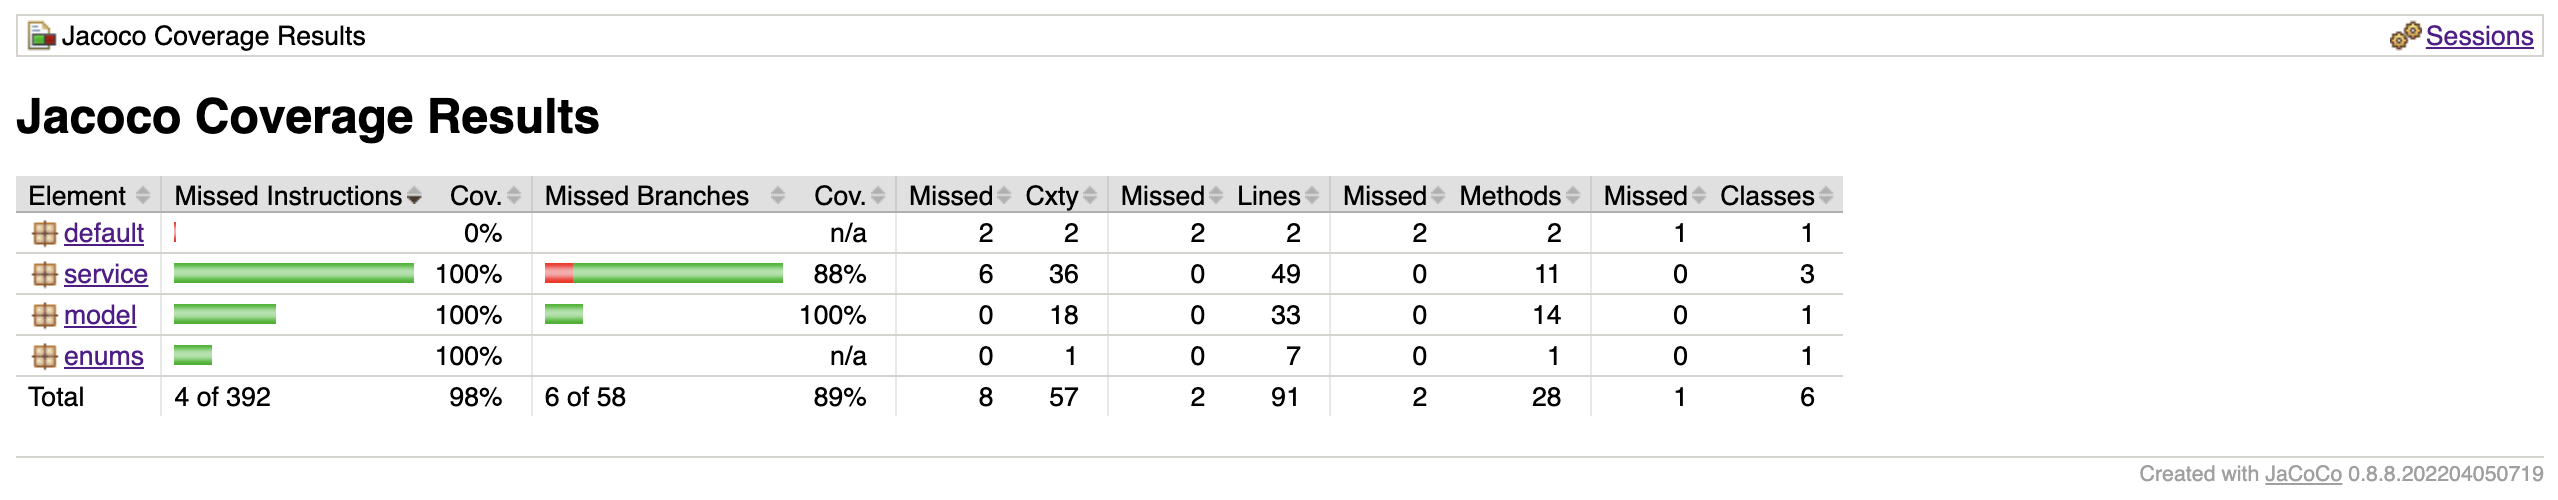 Jacoco Coverage Results Sessions
Jacoco Coverage Results
Element Missed Instructions Cov. Missed Branches Cov. Missed Cxty Missed Lines Missed Methods Missed Classes
default 0% n/a 2 2 2 2 2 2 1 1
service 100% 88% 6 36 0 49 0 11 0 3
model 100% 100% 0 18 0 33 0 14 0 1
enums 100% n/a 0 1 0 7 0 1 0 1
Total 4 of 392 98% 6 of 58 89% 8 57 2 91 2 28 1 6
Created with JaCoCo 0.8.8.202204050719